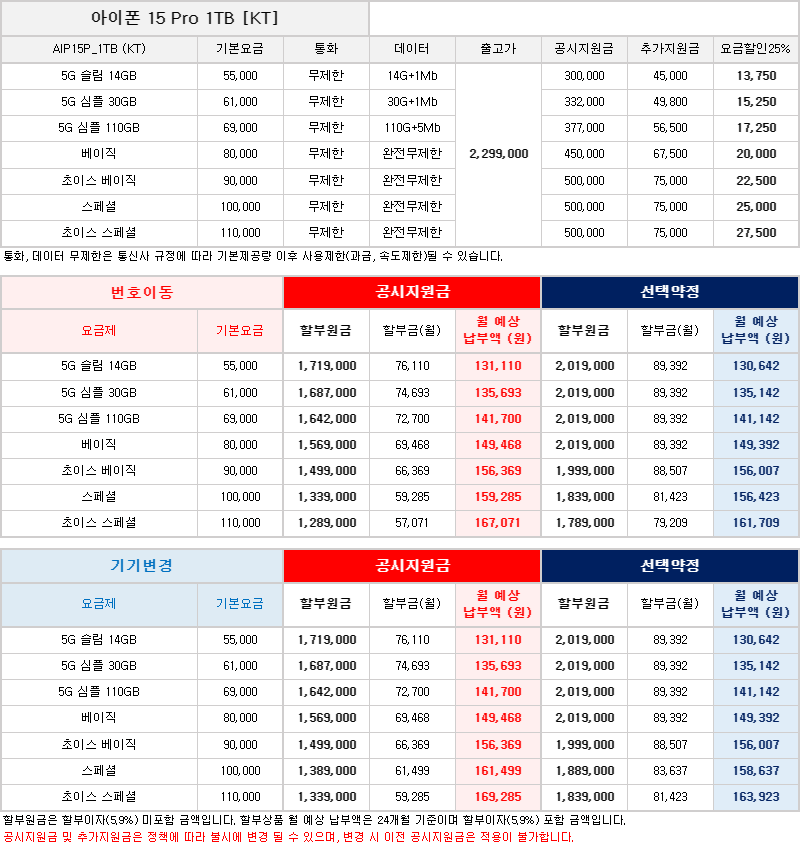 아이폰 15 Pro 1TB [KT]
AIP15P_1TB (KT) 기본요금 통화 데이터 출고가 공시지원금 추가지원금 요금할인25%
5G 슬림 14GB 55,000 무제한 14G+1Mb 300,000 45,000 13,750
5G 심플 30GB 61,000 무제한 30G+1Mb 332,000 49,800 15,250
5G 심플 110GB 69,000 무제한 110G+5Mb 377,000 56,500 17,250
베이직 80,000 무제한 완전무제한 2,299,000 450,000 67,500 20,000
초이스 베이직 90,000 무제한 완전무제한 500,000 75,000 22,500
스페셜 100,000 무제한 완전무제한 500,000 75,000 25,000
초이스 스페셜 110,000 무제한 완전무제한 500,000 75,000 27,500
통화, 데이터 무제한은 통신사 규정에 따라 기본제공량 이후 사용제한(과금, 속도제한)될 수 있습니다.
번호이동 공시지원금 선택약정
요금제 기본요금 할부원금 할부금(월) 월 예상 납부액 (원) 할부원금 할부금(월) 월 예상 납부액 (원)
5G 슬림 14GB 55,000 1,719,000 76,110 131,110 2,019,000 89,392 130,642
5G 심플 30GB 61,000 1,687,000 74,693 135,693 2,019,000 89,392 135,142
5G 심플 110GB 69,000 1,642,000 72,700 141,700 2,019,000 89,392 141,142
베이직 80,000 1,569,000 69,468 149,468 2,019,000 89,392 149,392
초이스 베이직 90,000 1,499,000 66,369 156,369 1,999,000 88,507 156,007
스페셜 100,000 1,339,000 59,285 159,285 1,839,000 81,423 156,423
초이스 스페셜 110,000 1,289,000 57,071 167,071 1,789,000 79,209 161,709
기기변경 공시지원금 선택약정
요금제 기본요금 할부원금 할부금(월) 월 예상 납부액 (원) 할부원금 할부금(월) 월 예상 납부액 (원)
5G 슬림 14GB 55,000 1,719,000 76,110 131,110 2,019,000 89,392 130,642
5G 심플 30GB 61,000 1,687,000 74,693 135,693 2,019,000 89,392 135,142
5G 심플 110GB 69,000 1,642,000 72,700 141,700 2,019,000 89,392 141,142
베이직 80,000 1,569,000 69,468 149,468 2,019,000 89,392 149,392
초이스 베이직 90,000 1,499,000 66,369 156,369 1,999,000 88,507 156,007
스페셜 100,000 1,389,000 61,499 161,499 1,889,000 83,637 158,637
초이스 스페셜 110,000 1,339,000 59,285 169,285 1,839,000 81,423 163,923
할부원금은 할부이자(5,9%) 미포함 금액입니다. 할부상품 월 예상 납부액은 24개월 기준이며 할부이자(5,9%) 포함 금액입니다.
공시지원금 및 추가지원금은 정책에 따라 불시에 변경 될 수 있으며, 변경 시 이전 공시지원금은 적용이 불가합니다.